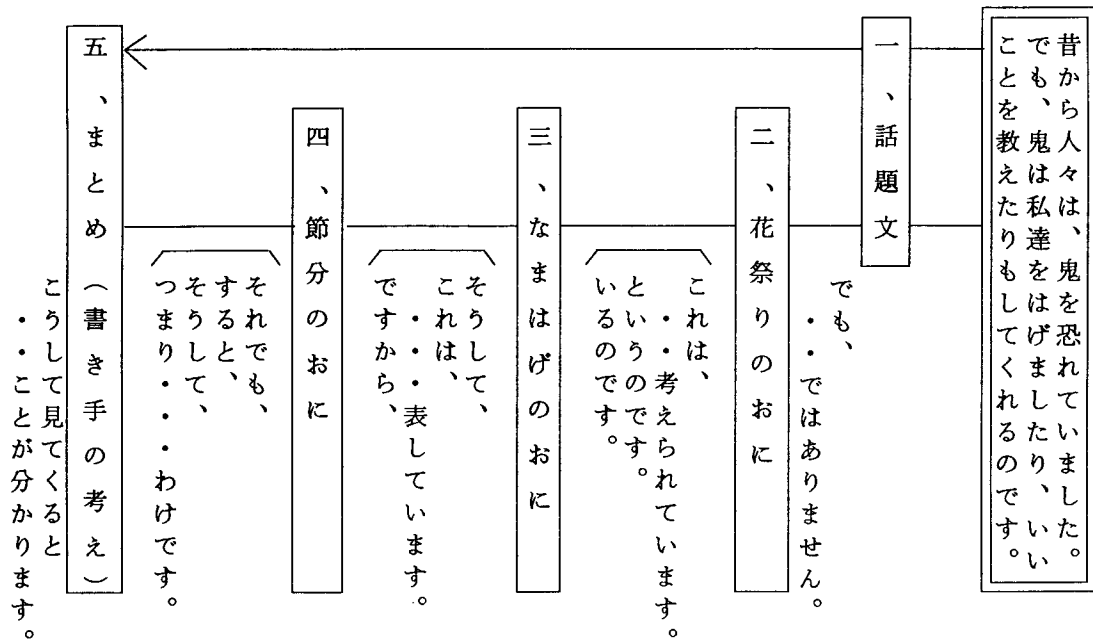 昔から人々は、鬼を恐れていました。
でも、鬼は私達をはげましたり、いい
ことを教えたりもしてくれるのです。
一、話題文
でも、
・・ではありません。
二、花祭りのおに
これは、
・・考えられています。
というのです。
いるのです。
三、なまはげのおに
そうして、
これは、
・・・表しています。
ですから、
四、節分のおに
それでも、
すると、
そうして、
つまり・・・わけです。
五、まとめ（書き手の考え）
こうして見てくると
・・ことが分かります。